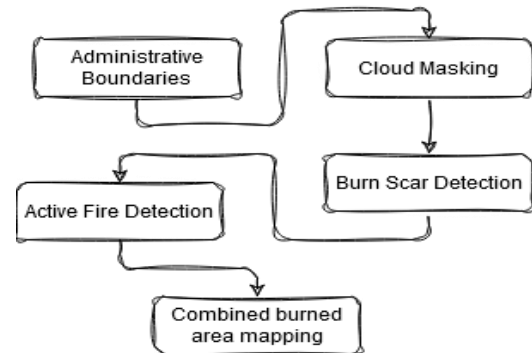 Administrative
Boundaries
Cloud Masking
Burn Scar Detection
Active Fire Detection
Combined burned
area mapping